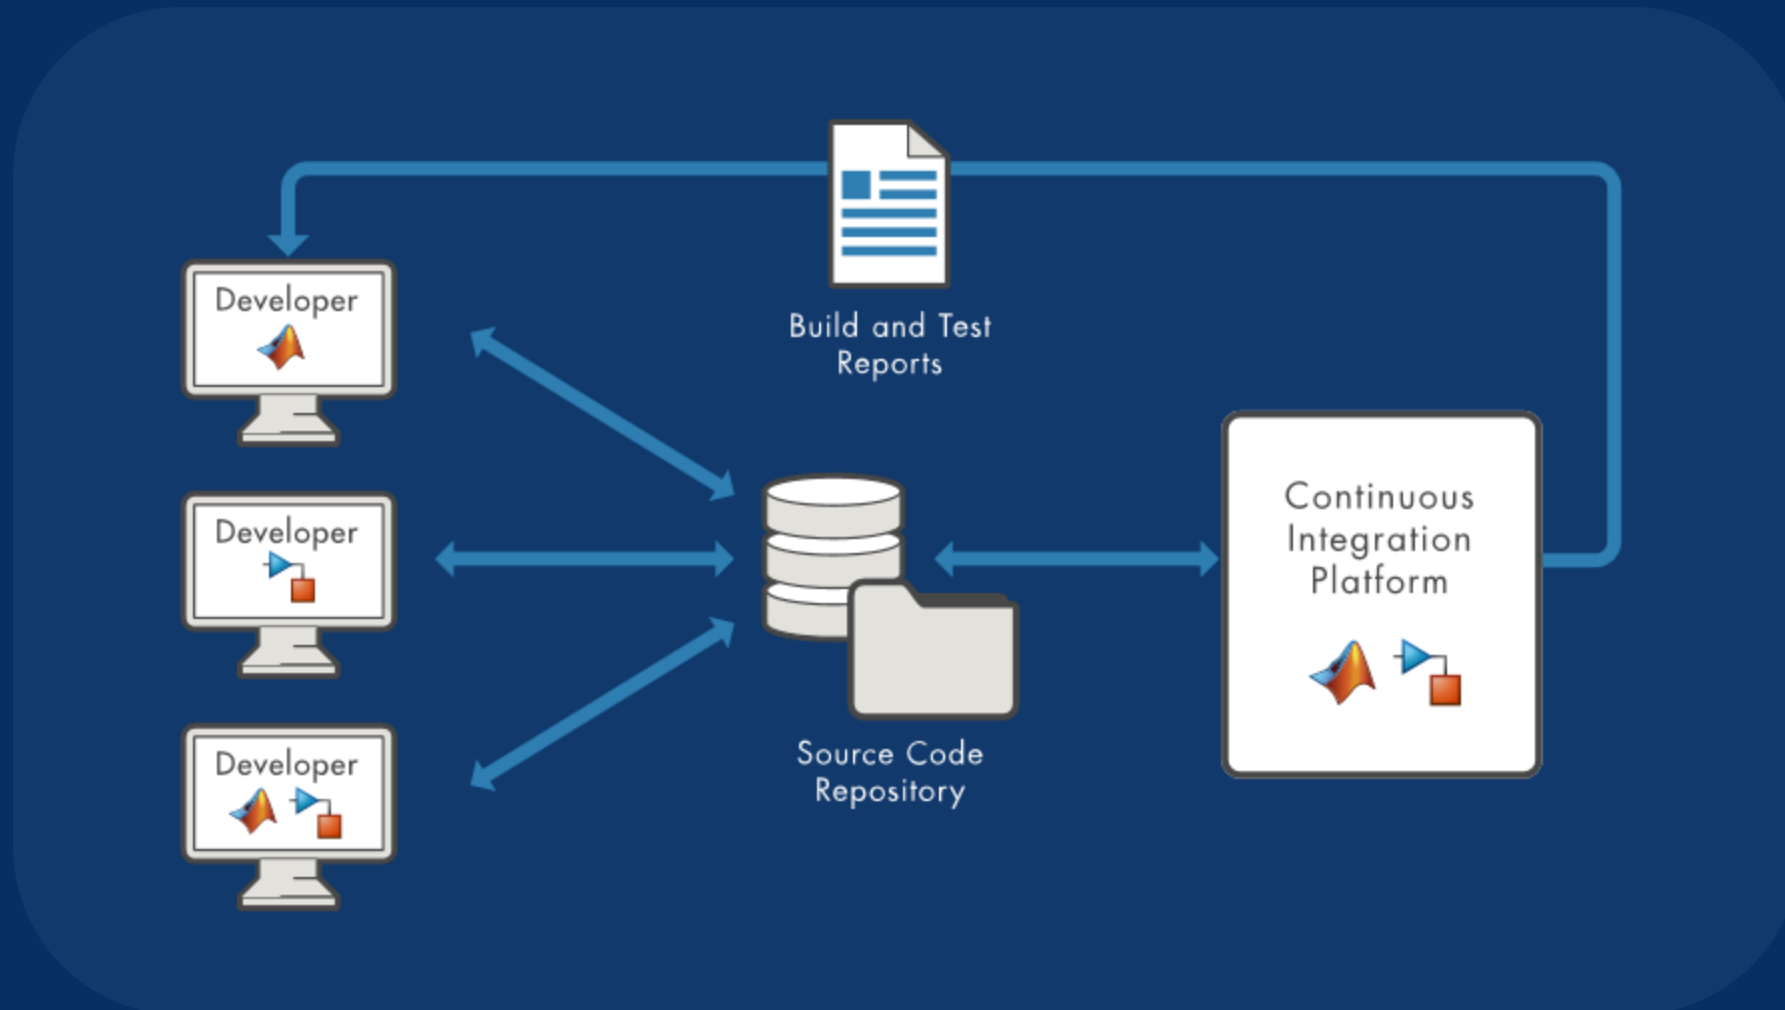 Developer
Build and Test
Reports
Developer
Continuous
Integration
Platform
Source Code
Repository
Developer